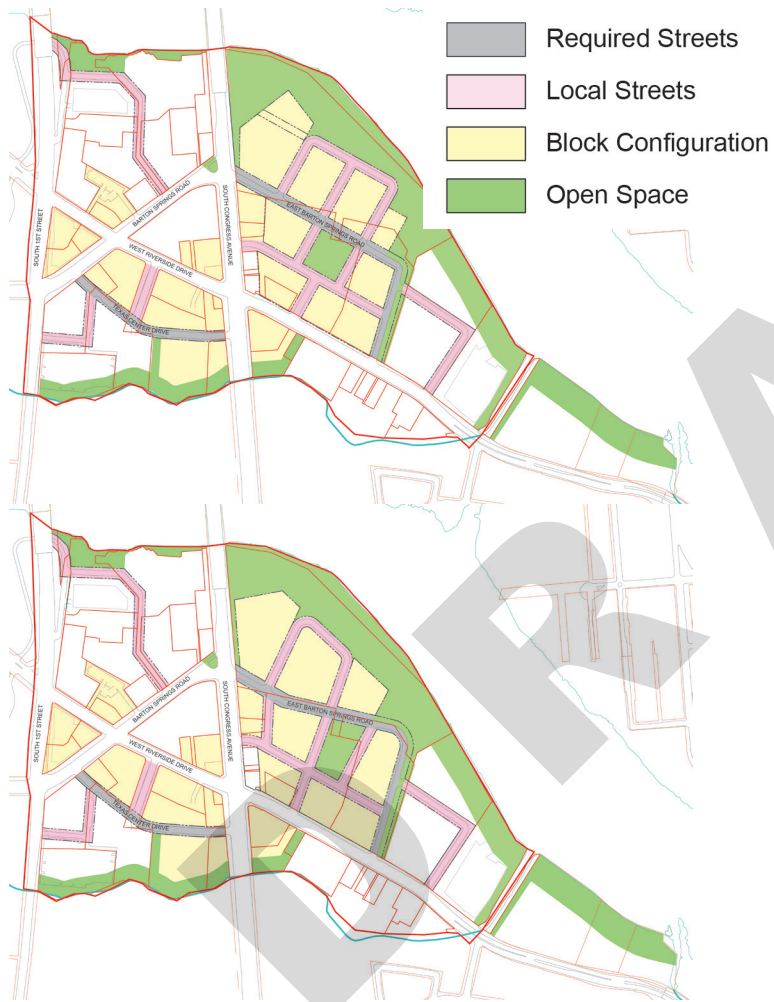 Required Streets
Local Streets
Block Configuration
Open Space
SOUTH 1ST STREET
BARTON SPRINGS ROAD
SOUTH CONGRESS AVENUE
EAST BARTON SPRINGS ROAD
WEST RIVERSIDE DRIVE
TEXAS CENTER DRIVE
SOUTH 1ST STREET
BARTON SPRINGS ROAD
SOUTH CONGRESS AVENUE
EAST BARTON SPRINGS ROAD
WEST RIVERSIDE DRIVE
TEXAS CENTER DRIVE
DRA